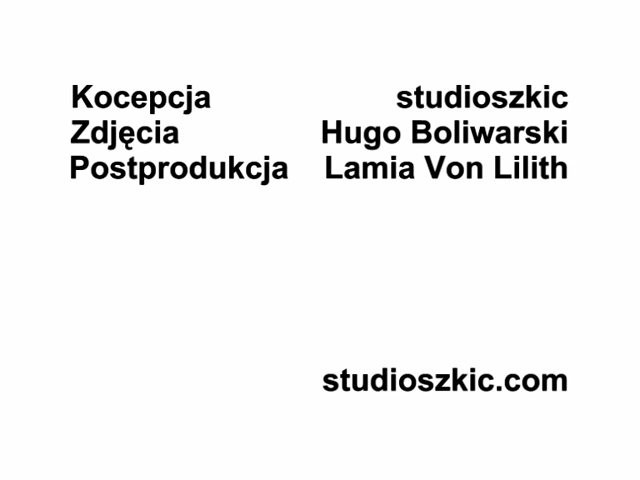 Kocepcja studioszkic
Zdjęcia Hugo Boliwarski
Postprodukcja Lamia Von Lilith
studioszkic.com